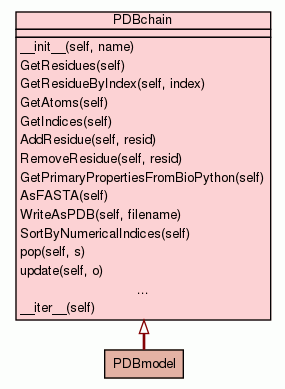 PDBchain
__init__(self, name)
GetResidues(self)
GetResidueByIndex(self, index)
GetAtoms(self)
GetIndices(self)
AddResidue(self, resid)
RemoveResidue(self, resid)
GetPrimaryPropertiesFromBioPython(self)
AsFASTA(self)
WriteAsPDB(self, filename)
SortByNumericalIndices(self)
pop(self, s)
update(self, o)
...
__iter__(self)
PDBmodel